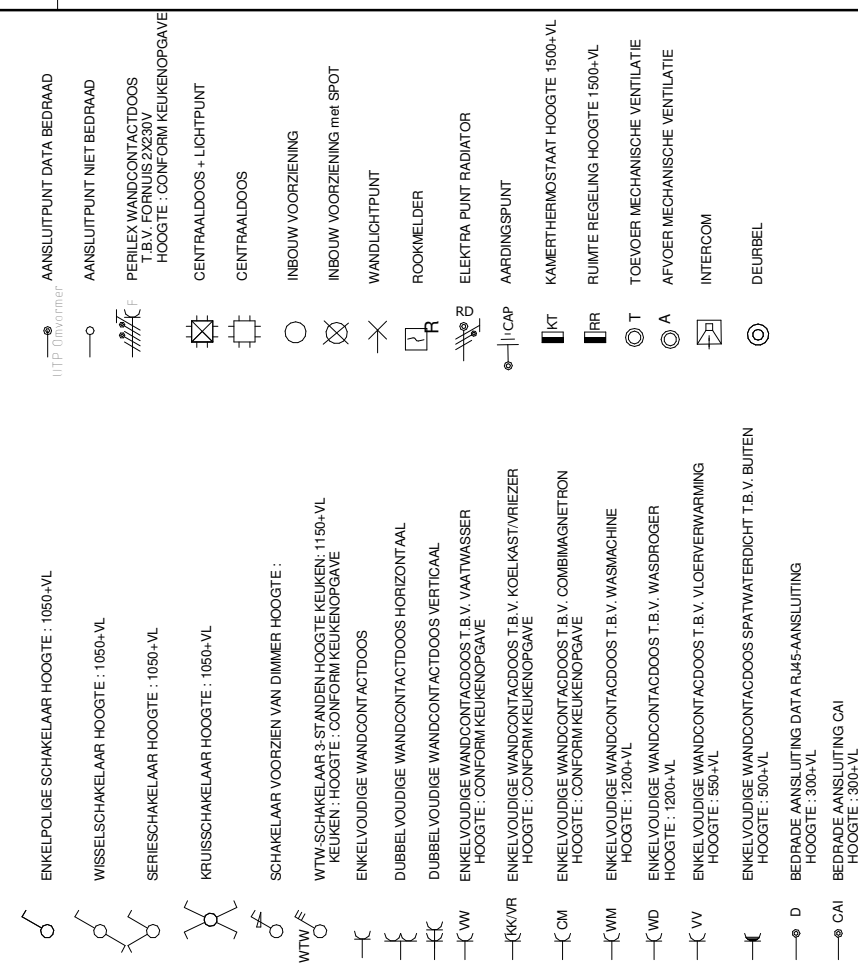 ENKELPOLIGE SCHAKELAAR HOOGTE : 1050+VL
WISSELSCHAKELAAR HOOGTE : 1050+VL
SERIESCHAKELAAR HOOGTE : 1050+VL
KRUISSCHAKELAAR HOOGTE : 1050+VL
SCHAKELAAR VOORZIEN VAN DIMMER HOOGTE :
WTW
WTW-SCHAKELAAR 3-STANDEN HOOGTE KEUKEN: 1150+VL
KEUKEN : HOOGTE : CONFORM KEUKENOPGAVE
ENKELVOUDIGE WANDCONTACTDOOS
DUBBELVOUDIGE WANDCONTACTDOOS HORIZONTAAL
DUBBELVOUDIGE WANDCONTACTDOOS VERTICAAL
VW
ENKELVOUDIGE WANDCONTACDOOS T.B.V. VAATWASSER
HOOGTE : CONFORM KEUKENOPGAVE
KK/VR
ENKELVOUDIGE WANDCONTACDOOS T.B.V. KOELKAST/VRIEZER
HOOGTE : CONFORM KEUKENOPGAVE
CM
ENKELVOUDIGE WANDCONTACDOOS T.B.V. COMBIMAGNETRON
HOOGTE : CONFORM KEUKENOPGAVE
WM
ENKELVOUDIGE WANDCONTACDOOS T.B.V. WASMACHINE
HOOGTE : 1200+VL
WD
ENKELVOUDIGE WANDCONTACDOOS T.B.V. WASDROGER
HOOGTE : 1200+VL
VV
ENKELVOUDIGE WANDCONTACDOOS T.B.V. VLOERVERWARMING
HOOGTE : 550+VL
ENKELVOUDIGE WANDCONTACDOOS SPATWATERDICHT T.B.V. BUITEN
HOOGTE : 500+VL
D
BEDRADE AANSLUITING DATA RJ45-AANSLUITING
HOOGTE : 300+VL
CAI
BEDRADE AANSLUITING CAI
HOOGTE : 300+VL
AANSLUITPUNT DATA BEDRAAD
UTP Omvormer
AANSLUITPUNT NIET BEDRAAD
F
PERILEX WANDCONTACTDOOS
T.B.V. FORNUIS 2X230V
HOOGTE : CONFORM KEUKENOPGAVE
CENTRAALDOOS + LICHTPUNT
CENTRAALDOOS
INBOUW VOORZIENING
INBOUW VOORZIENING met SPOT
WANDLICHTPUNT
R
ROOKMELDER
RD
ELEKTRA PUNT RADIATOR
CAP
AARDINGSPUNT
KT
KAMERTHERMOSTAAT HOOGTE 1500+VL
RR
RUIMTE REGELING HOOGTE 1500+VL
T
TOEVOER MECHANISCHE VENTILATIE
A
AFVOER MECHANISCHE VENTILATIE
INTERCOM
DEURBEL